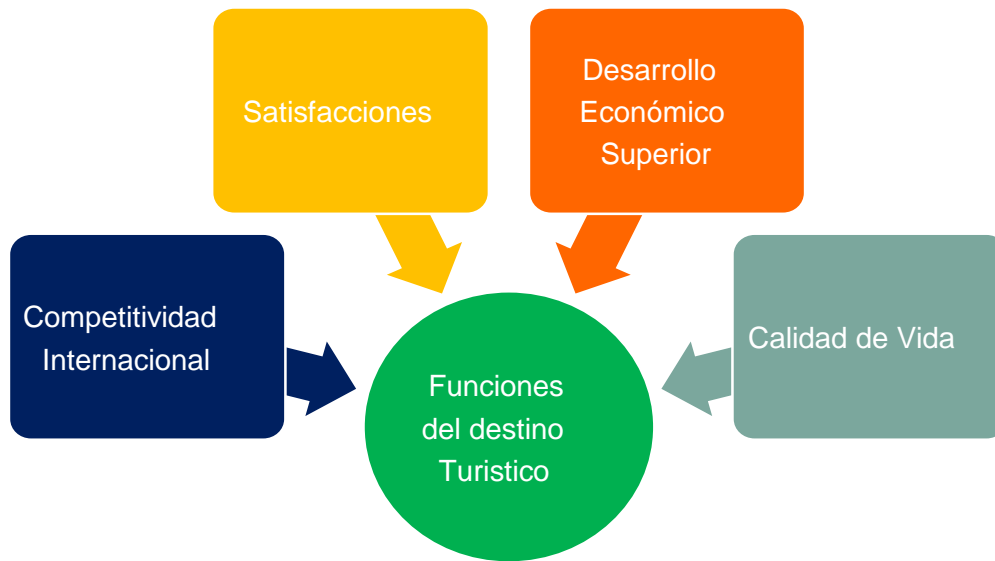 Satisfacciones
Desarrollo
Económico
Superior
Competitividad
Internacional
Calidad de Vida
Funciones
del destino
Turistico